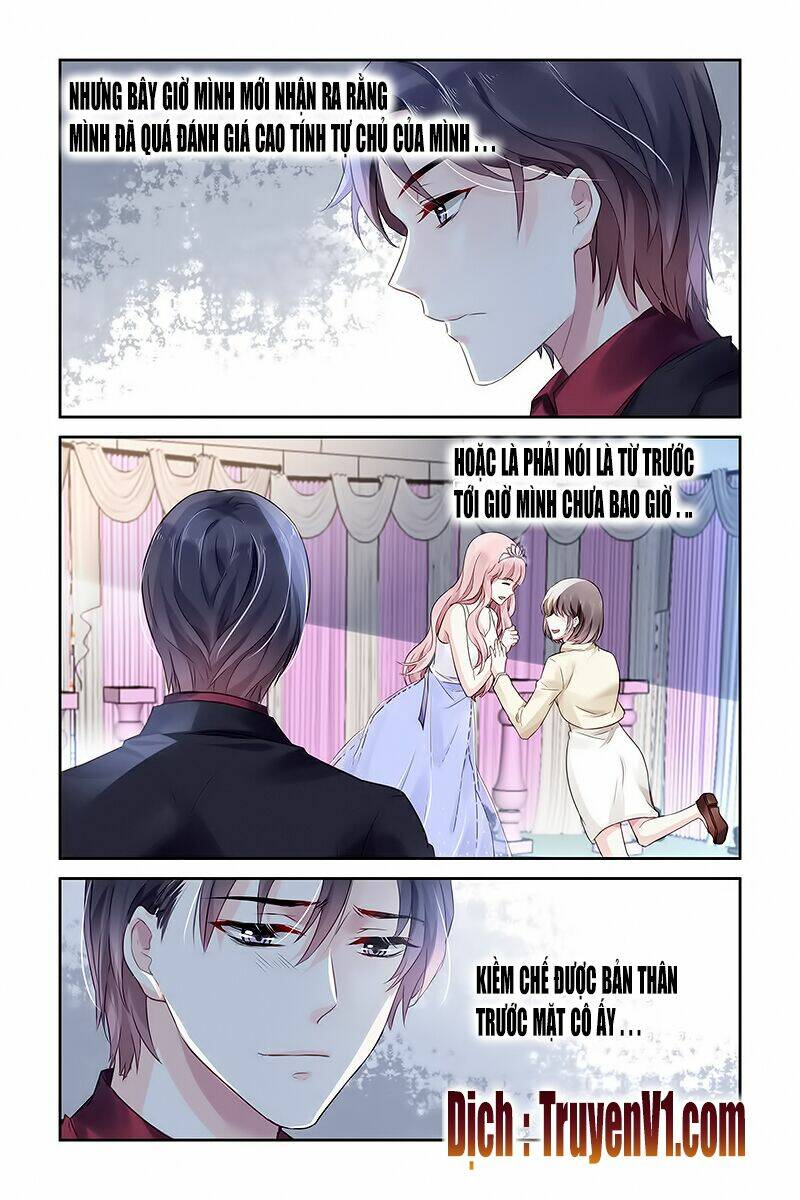 NHƯNG BÂY GIỜ MÌNH MỚI NHẬN RA RẰNG
MÌNH ĐÃ QUÁ ĐÁNH GIÁ CAO TÍNH TỰ CHỦ CỦA MÌNH . . .
HOẶC LÀ PHẢI NÓI LÀ TỪ TRƯỚC
TỚI GIỜ MÌNH CHƯA BAO GIỜ . ..
KIỀM CHẾ ĐƯỢC BẢN THÂN
TRƯỚC MẶT CÔ ẤY . . .
Dịch : TruyenV1.com